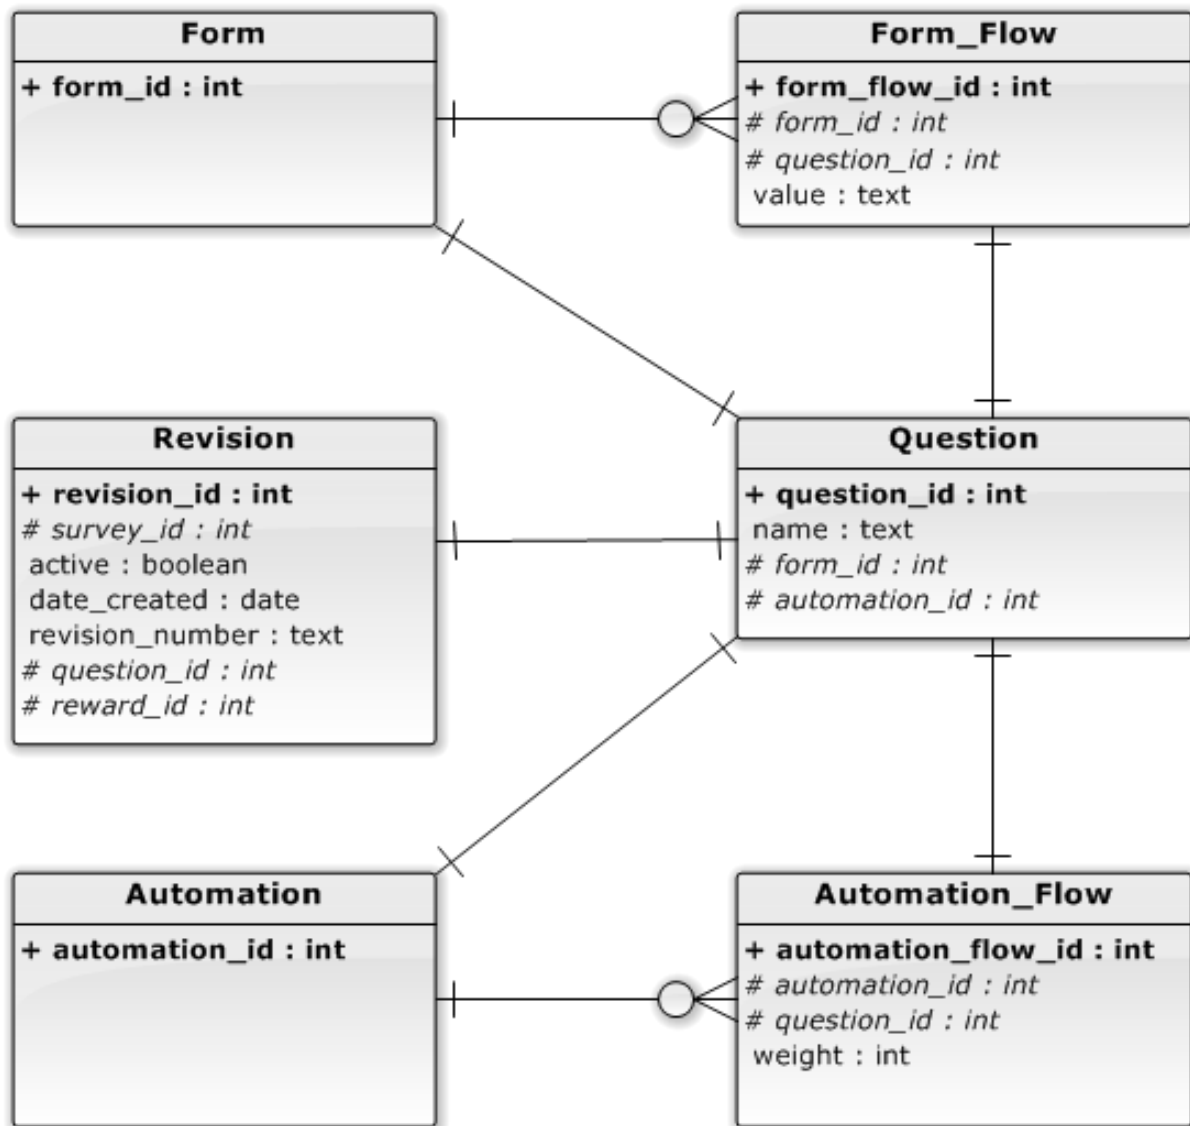 Form
+ form_id : int
Form_Flow
+ form_flow_id : int
# form_id : int
# question_id : int
value : text
Revision
+ revision_id : int
# survey_id : int
active : boolean
date_created : date
revision_number : text
# question_id : int
# reward_id : int
Question
+ question_id : int
name : text
# form_id : int
# automation_id : int
Automation
+ automation_id : int
Automation_Flow
+ automation_flow_id : int
# automation_id : int
# question_id : int
weight : int